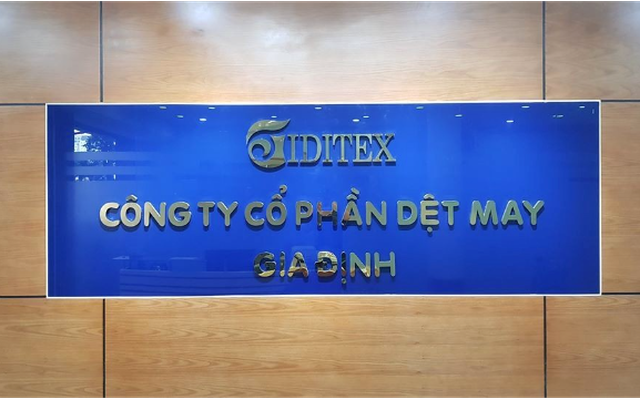 GIDITEX
CÔNG TY CỔ PHẦN DỆT MAY
GIA ĐỊNH